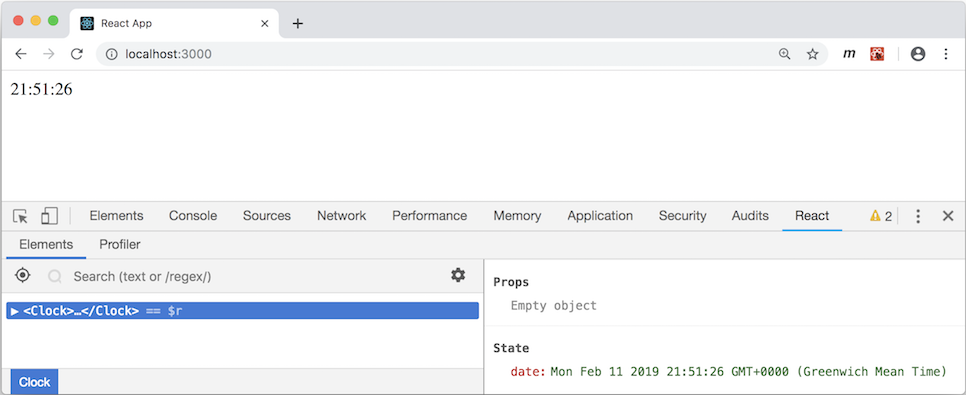 React App
localhost:3000
m
21:51:26
Elements Console Sources Network Performance Memory Application Security Audits React 2
Elements Profiler
Search (text or /regex/)
▶ <Clock>…</Clock> == $r
Clock
Props
Empty object
State
date: Mon Feb 11 2019 21:51:26 GMT+0000 (Greenwich Mean Time)